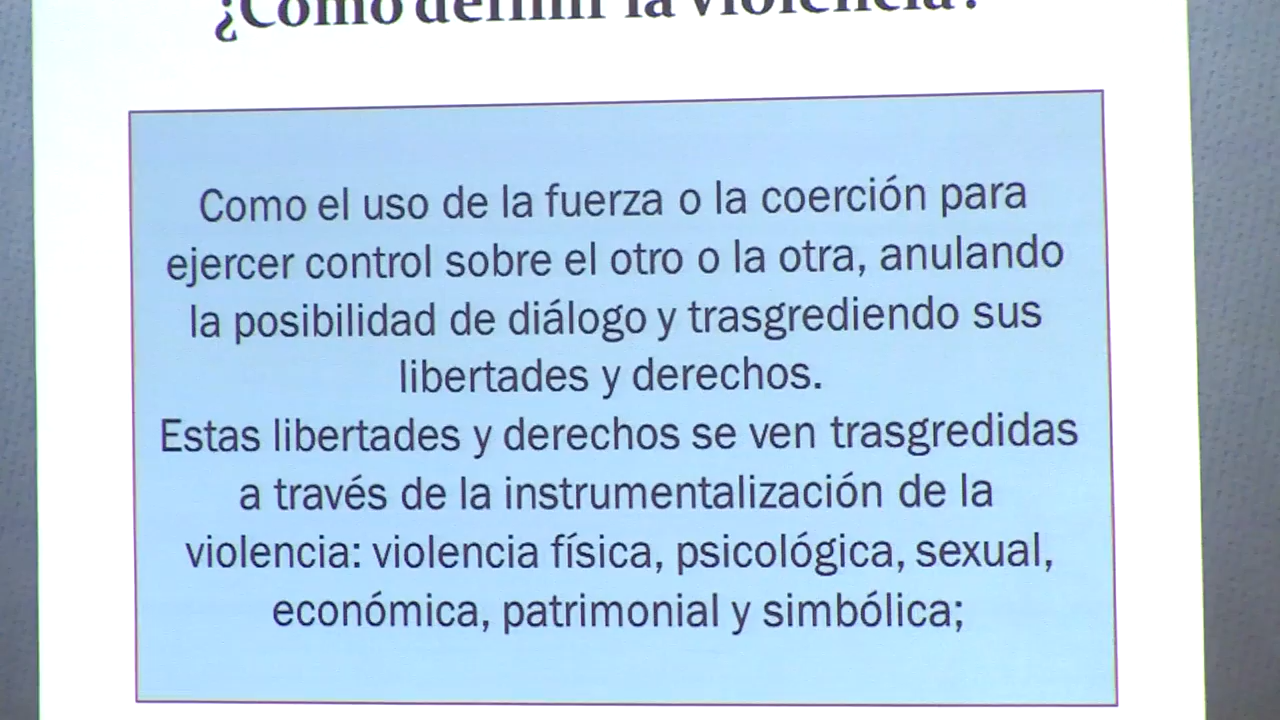 ¿Cómo definir la violencia?
Como el uso de la fuerza o la coerción para
ejercer control sobre el otro o la otra, anulando
la posibilidad de diálogo y trasgrediendo sus
libertades y derechos.
Estas libertades y derechos se ven trasgredidas
a través de la instrumentalización de la
violencia: violencia física, psicológica, sexual,
económica, patrimonial y simbólica;